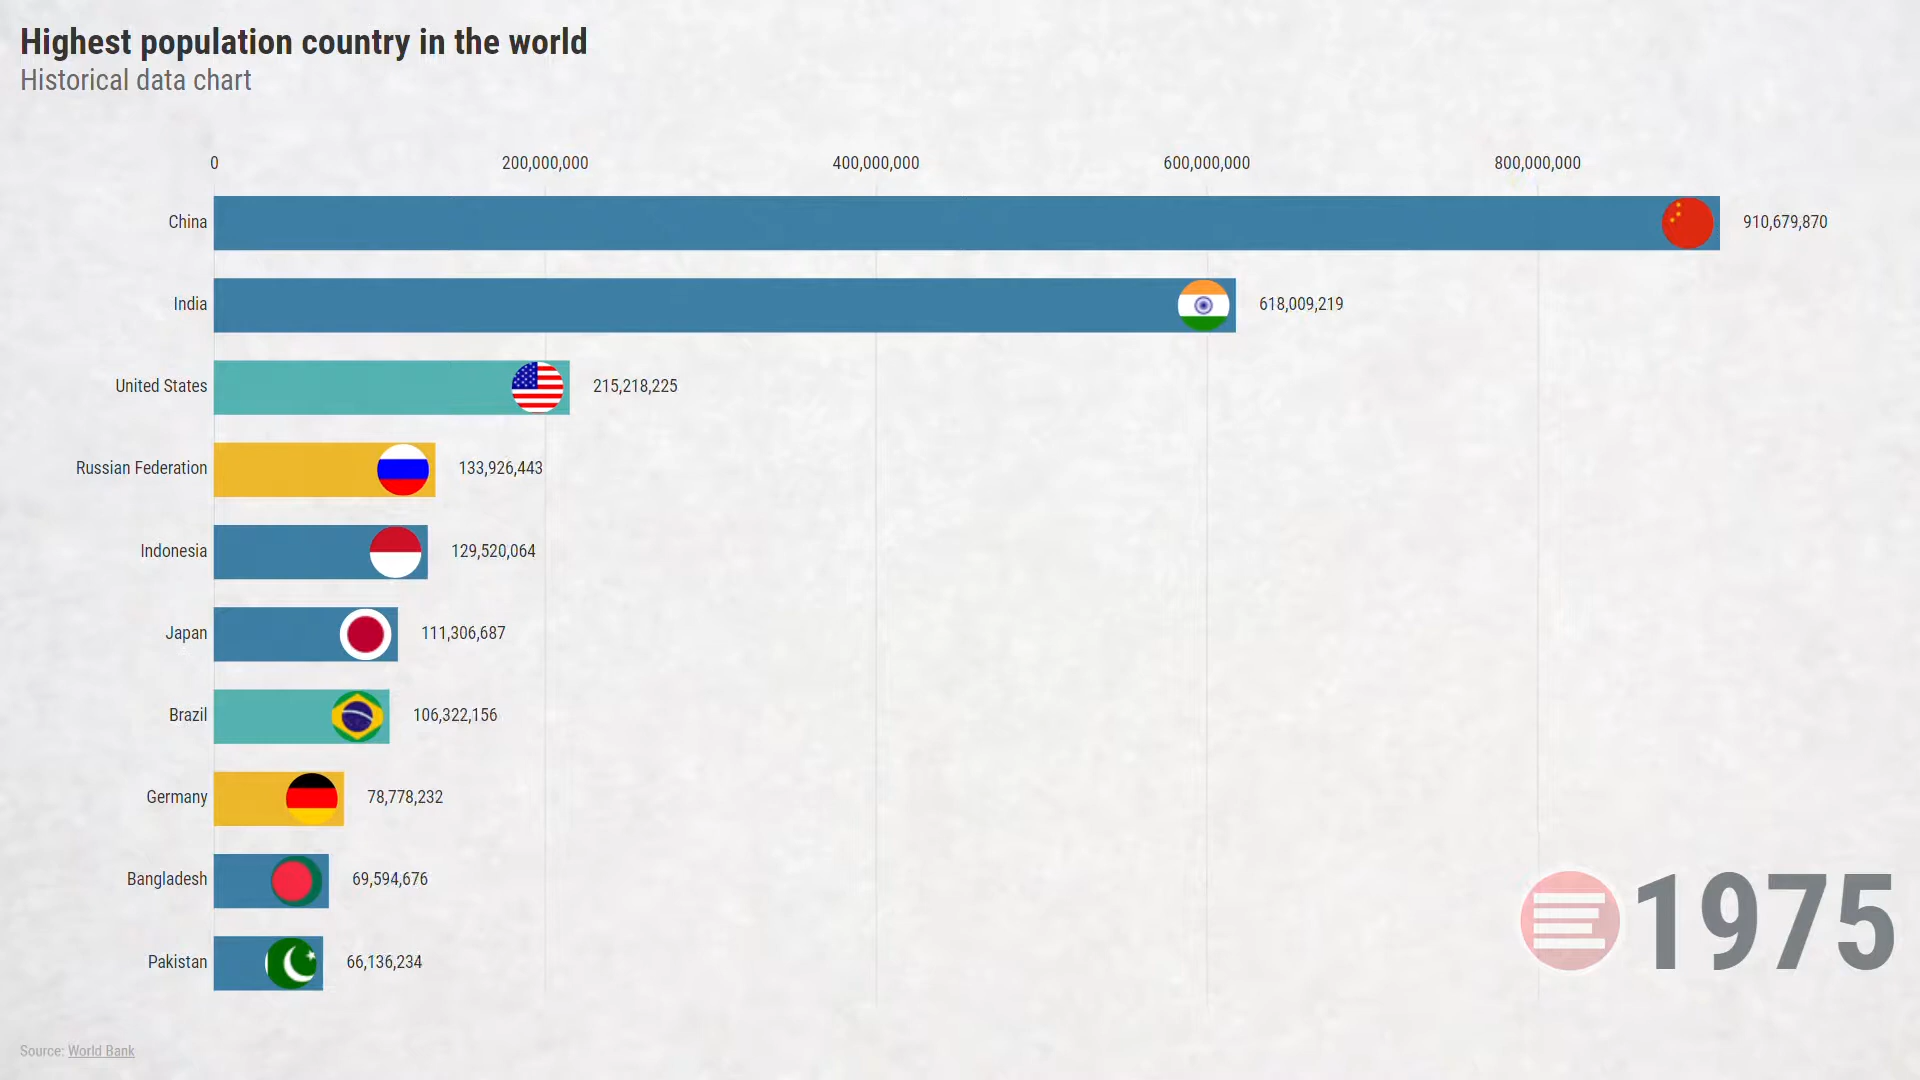 Highest population country in the world
Historical data chart
0 200,000,000 400,000,000 600,000,000 800,000,000
China 910,679,870
India 618,009,219
United States 215,218,225
Russian Federation 133,926,443
Indonesia 129,520,064
Japan 111,306,687
Brazil 106,322,156
Germany 78,778,232
Bangladesh 69,594,676
Pakistan 66,136,234
1975
Source: World Bank